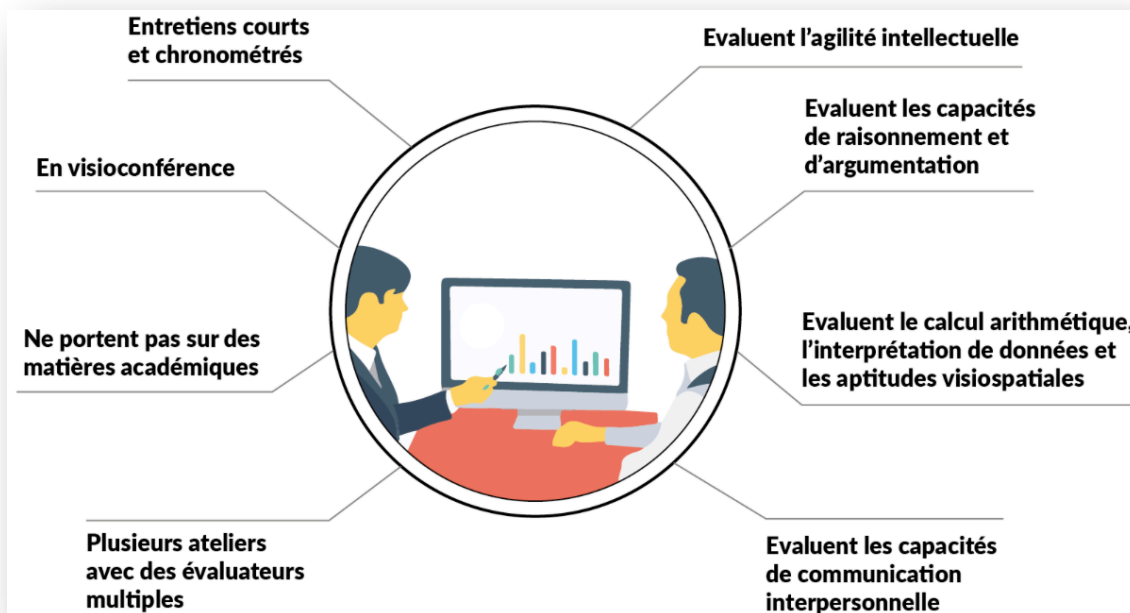 Entretiens courts
et chronométrés
Evaluent l’agilité intellectuelle
Evaluent les capacités
de raisonnement et
d’argumentation
En visioconférence
Ne portent pas sur des
matières académiques
Evaluent le calcul arithmétique,
l’interprétation de données et
les aptitudes visiospatiales
Plusieurs ateliers
avec des évaluateurs
multiples
Evaluent les capacités
de communication
interpersonnelle